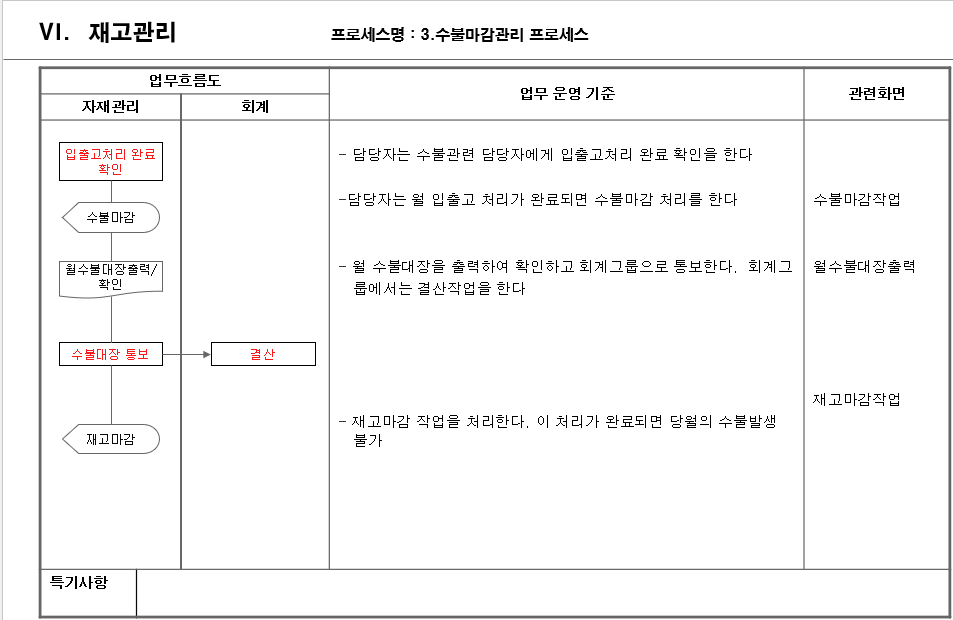 VI. 재고관리
프로세스명 : 3.수불마감관리 프로세스
업무흐름도
업무 운영 기준
관련화면
자재관리
회계
입출고처리 완료
확인
- 담당자는 수불관련 담당자에게 입출고처리 완료 확인을 한다
수불마감
-담당자는 월 입출고 처리가 완료되면 수불마감 처리를 한다
수불마감작업
월수불대장출력/
확인
- 월 수불대장을 출력하여 확인하고 회계그룹으로 통보한다. 회계그
룹에서는 결산작업을 한다
월수불대장출력
수불대장 통보
결산
재고마감작업
재고마감
- 재고마감 작업을 처리한다. 이 처리가 완료되면 당월의 수불발생
불가
특기사항